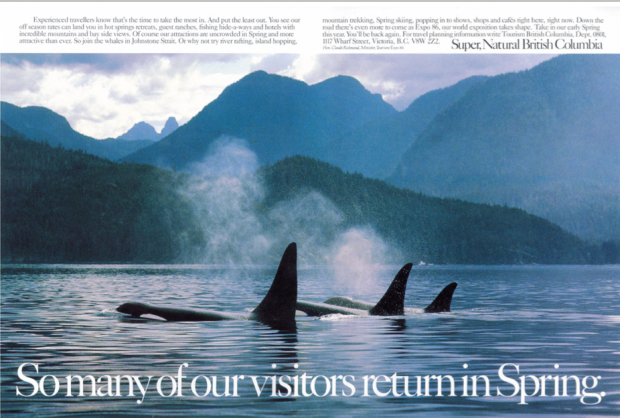 Experienced travellers know that's the time to take the most in. And put the least out. You see our
off season rates can land you in hot springs retreats, guest ranches, fishing hide-a-ways and hotels with
incredible mountains and bay side views. Of course our attractions are uncrowded in Spring and more
attractive than ever. So join the whales in Johnstone Strait. Or why not try river rafting, island hopping,
mountain trekking, Spring skiing, popping in to shows, shops and cafés right here, right now. Down the
road there's even more to come as Expo 86, our world exposition takes shape. Take in our early Spring
this year. You'll be back again. For travel planning information write Tourism British Columbia, Dept. 0811,
1117 Wharf Street, Victoria, B.C. V8W 2Z2.
Super, Natural British Columbia
So many of our visitors return in Spring.